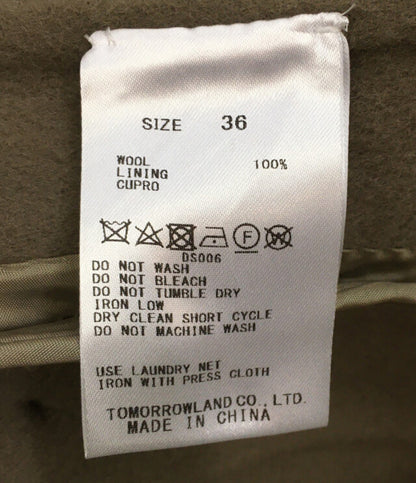 SIZE 36
WOOL 100%
LINING
CUPRO
F W
DS006
DO NOT WASH
DO NOT BLEACH
DO NOT TUMBLE DRY
IRON LOW
DRY CLEAN SHORT CYCLE
DO NOT MACHINE WASH
USE LAUNDRY NET
IRON WITH PRESS CLOTH
TOMORROWLAND CO., LTD.
MADE IN CHINA